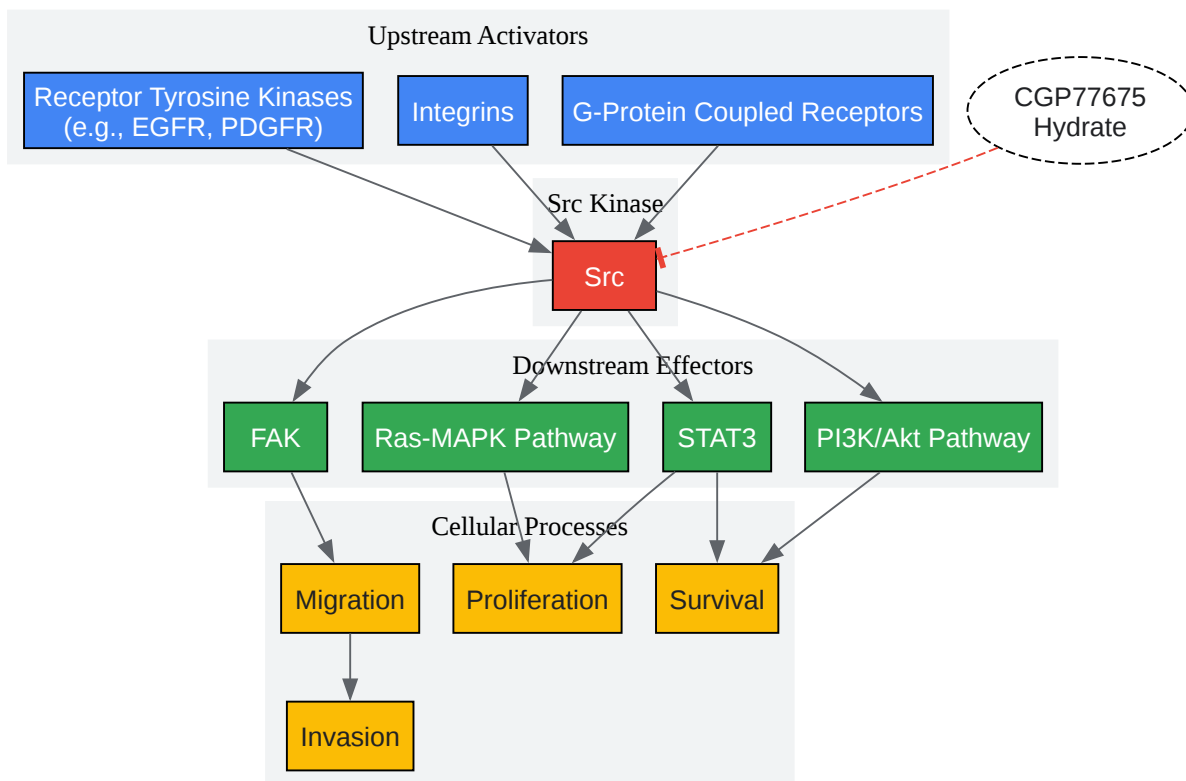 Upstream Activators
Receptor Tyrosine Kinases
(e.g., EGFR, PDGFR)
Integrins
G-Protein Coupled Receptors
CGP77675
Hydrate
Src Kinase
Src
Downstream Effectors
FAK
Ras-MAPK Pathway
STAT3
PI3K/Akt Pathway
Cellular Processes
Migration
Proliferation
Survival
Invasion